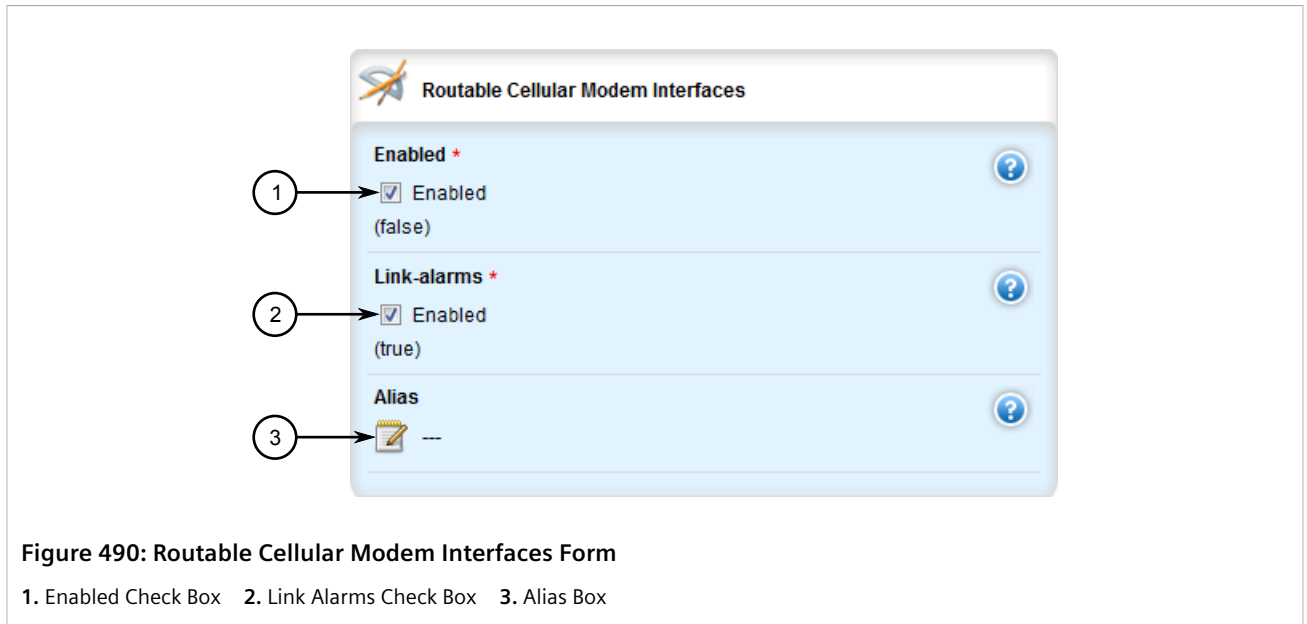 Routable Cellular Modem Interfaces
Enabled *
1
Enabled
(false)
Link-alarms *
2
Enabled
(true)
Alias
3
---
Figure 490: Routable Cellular Modem Interfaces Form
1. Enabled Check Box 2. Link Alarms Check Box 3. Alias Box